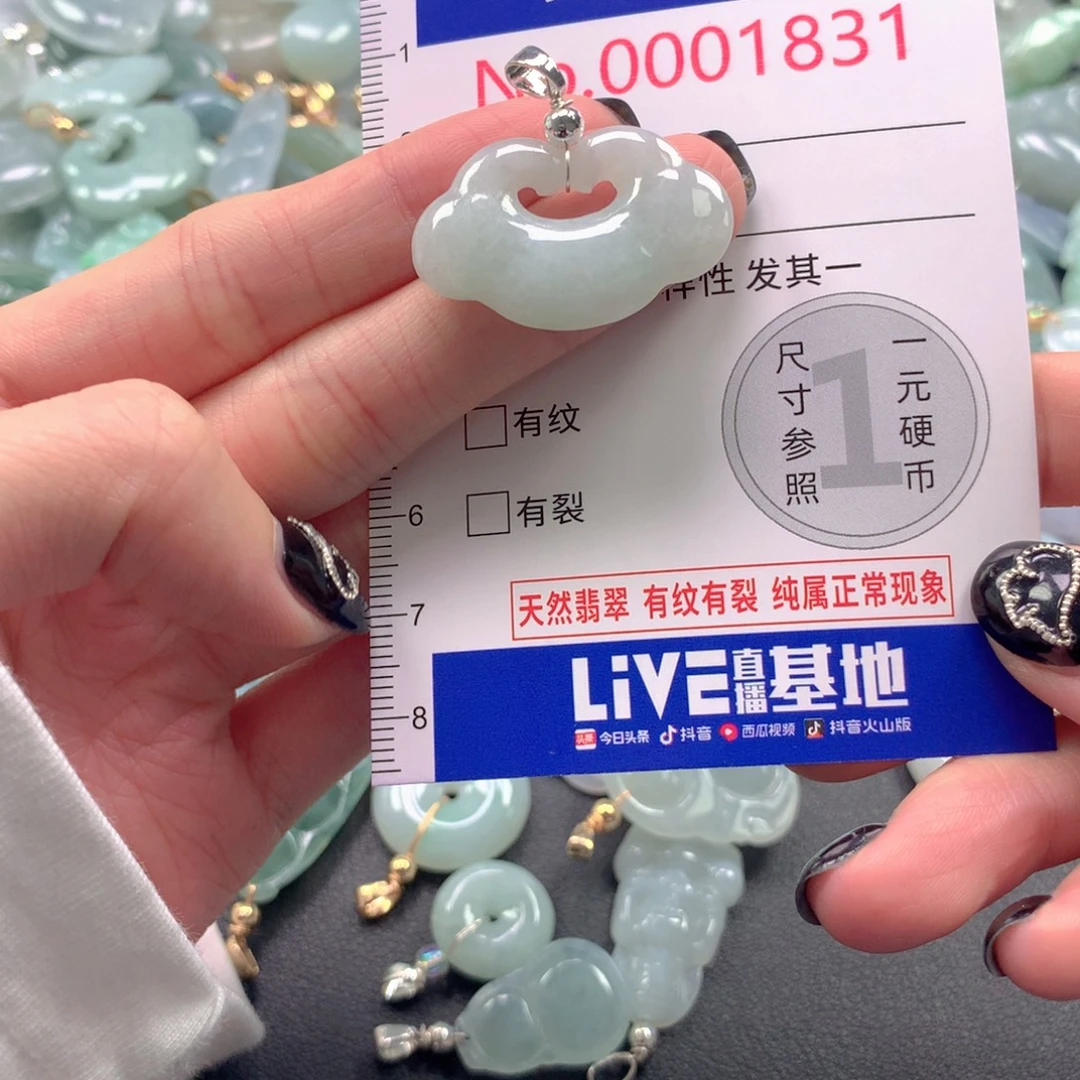 No.0001831
1
性 发其一
尺寸参照
1
一元硬币
有纹
6
有裂
7
天然翡翠 有纹有裂 纯属正常现象
LiVE直播基地
8
头条 今日头条 抖音 西瓜视频 抖音火山版